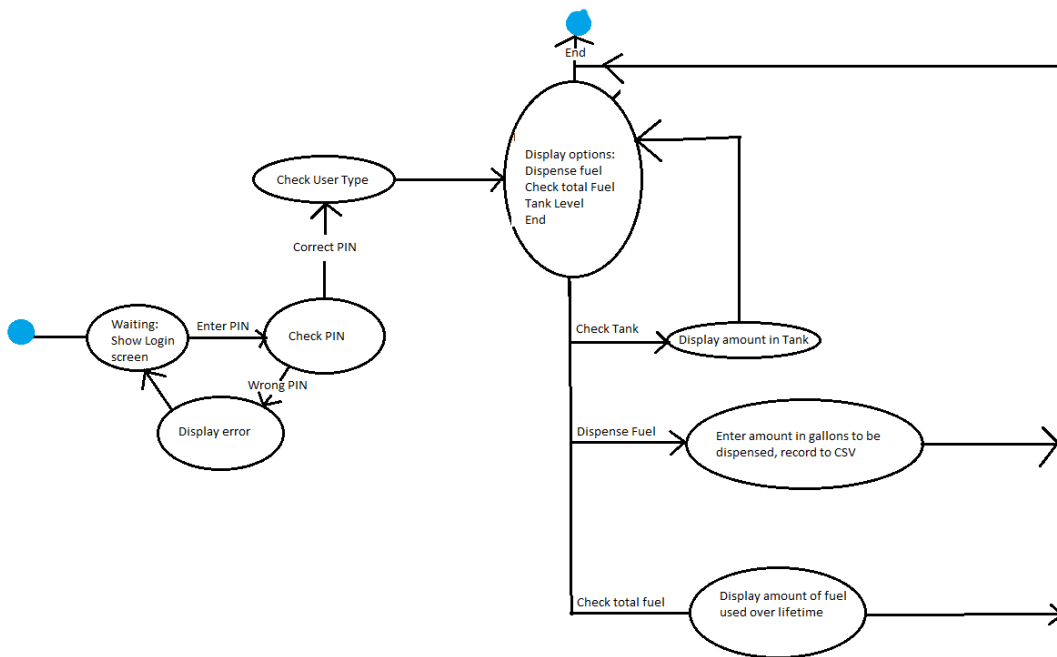 End
Display options:
Dispense fuel
Check total Fuel
Tank Level
End
Check User Type
Correct PIN
Waiting:
Show Login
screen
Enter PIN
Check PIN
Wrong PIN
Display error
Check Tank
Display amount in Tank
Dispense Fuel
Enter amount in gallons to be
dispensed, record to CSV
Check total fuel
Display amount of fuel
used over lifetime